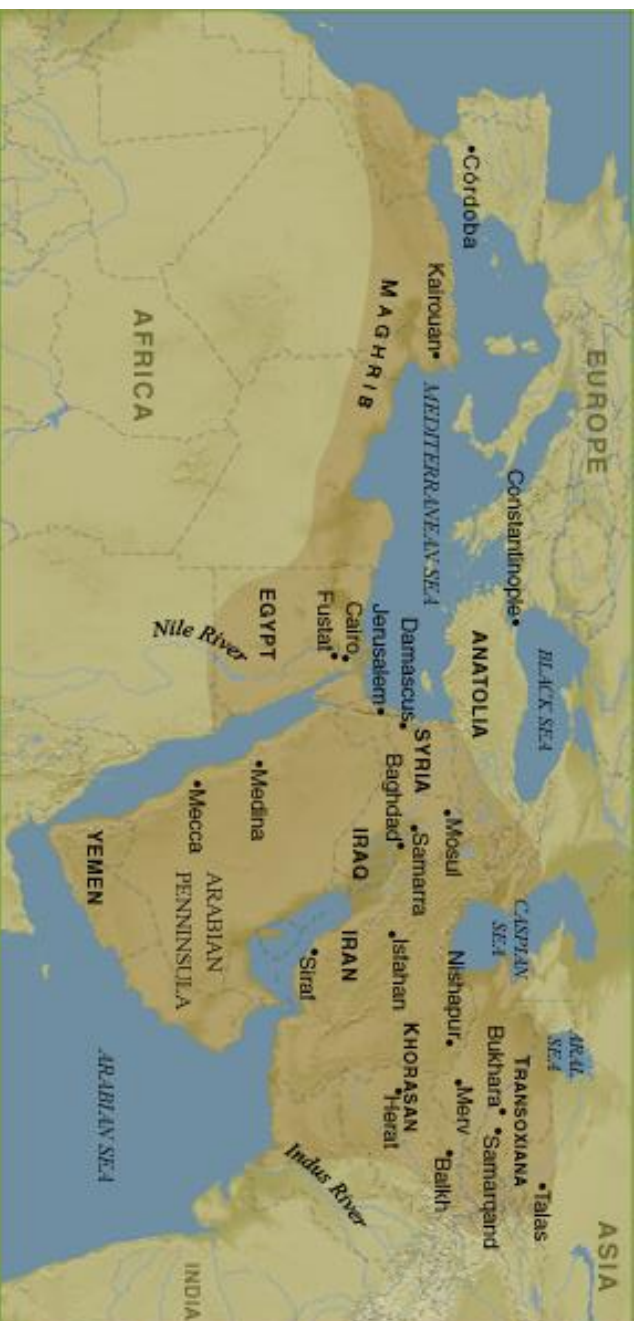 EUROPE
ASIA
Córdoba
Constantinople
BLACK SEA
ARAL
SEA
Talas
CASPIAN
SEA
TRANSOXIANA
Bukhara
Samarqand
Kairouan
MEDITERRANEAN SEA
ANATOLIA
Mosul
Nishapur
Merv
Balkh
MAGHRIB
Damascus
SYRIA
Samarra
Baghdad
Jerusalem
Isfahan
KHORASAN
Herat
Cairo
Fustat
IRAQ
IRAN
Siraf
Indus River
EGYPT
Nile River
Medina
Mecca
ARABIAN
PENNINSULA
AFRICA
YEMEN
ARABIAN SEA
INDIA